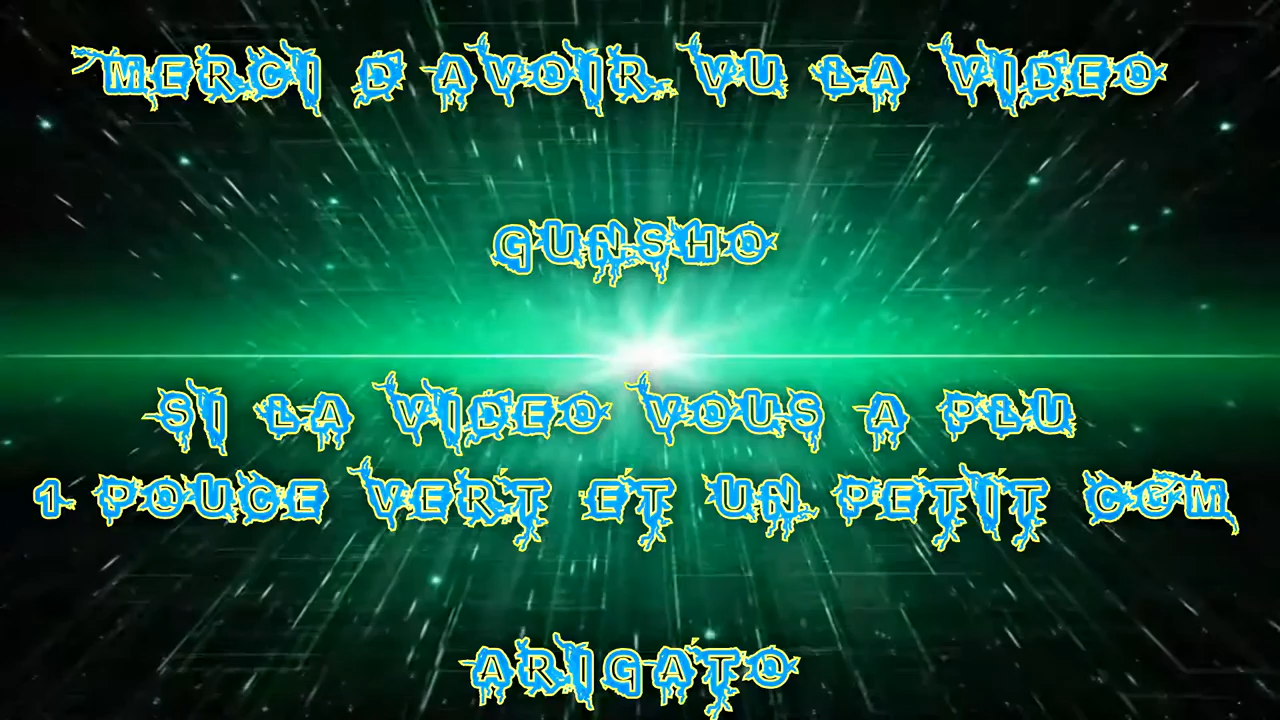 MERCI D AVOIR VU LA VIDEO
GUNSHO
SI LA VIDEO VOUS A PLU
1 POUCE VERT ET UN PETIT COM
ARIGATO